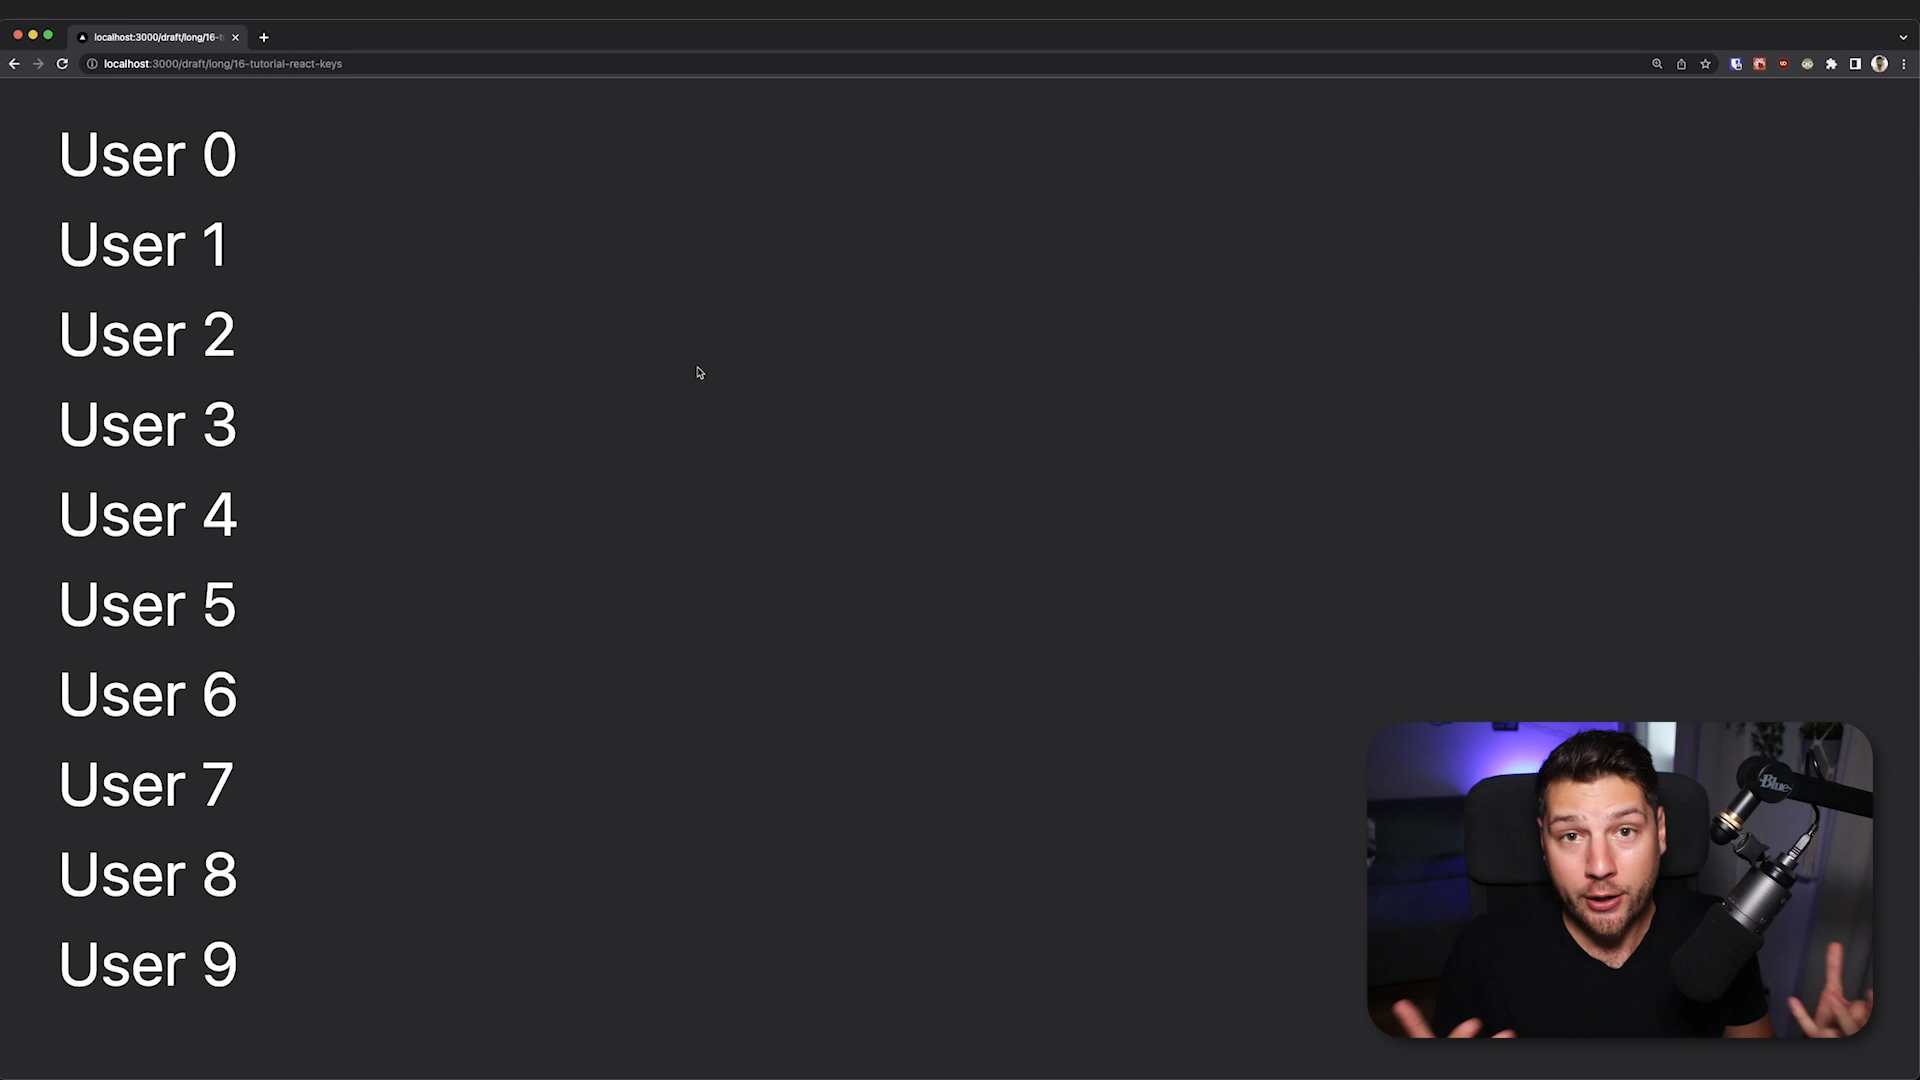 localhost:3000/draft/long/16-t
localhost:3000/draft/long/16-tutorial-react-keys
User 0
User 1
User 2
User 3
User 4
User 5
User 6
User 7
User 8
User 9
Blue